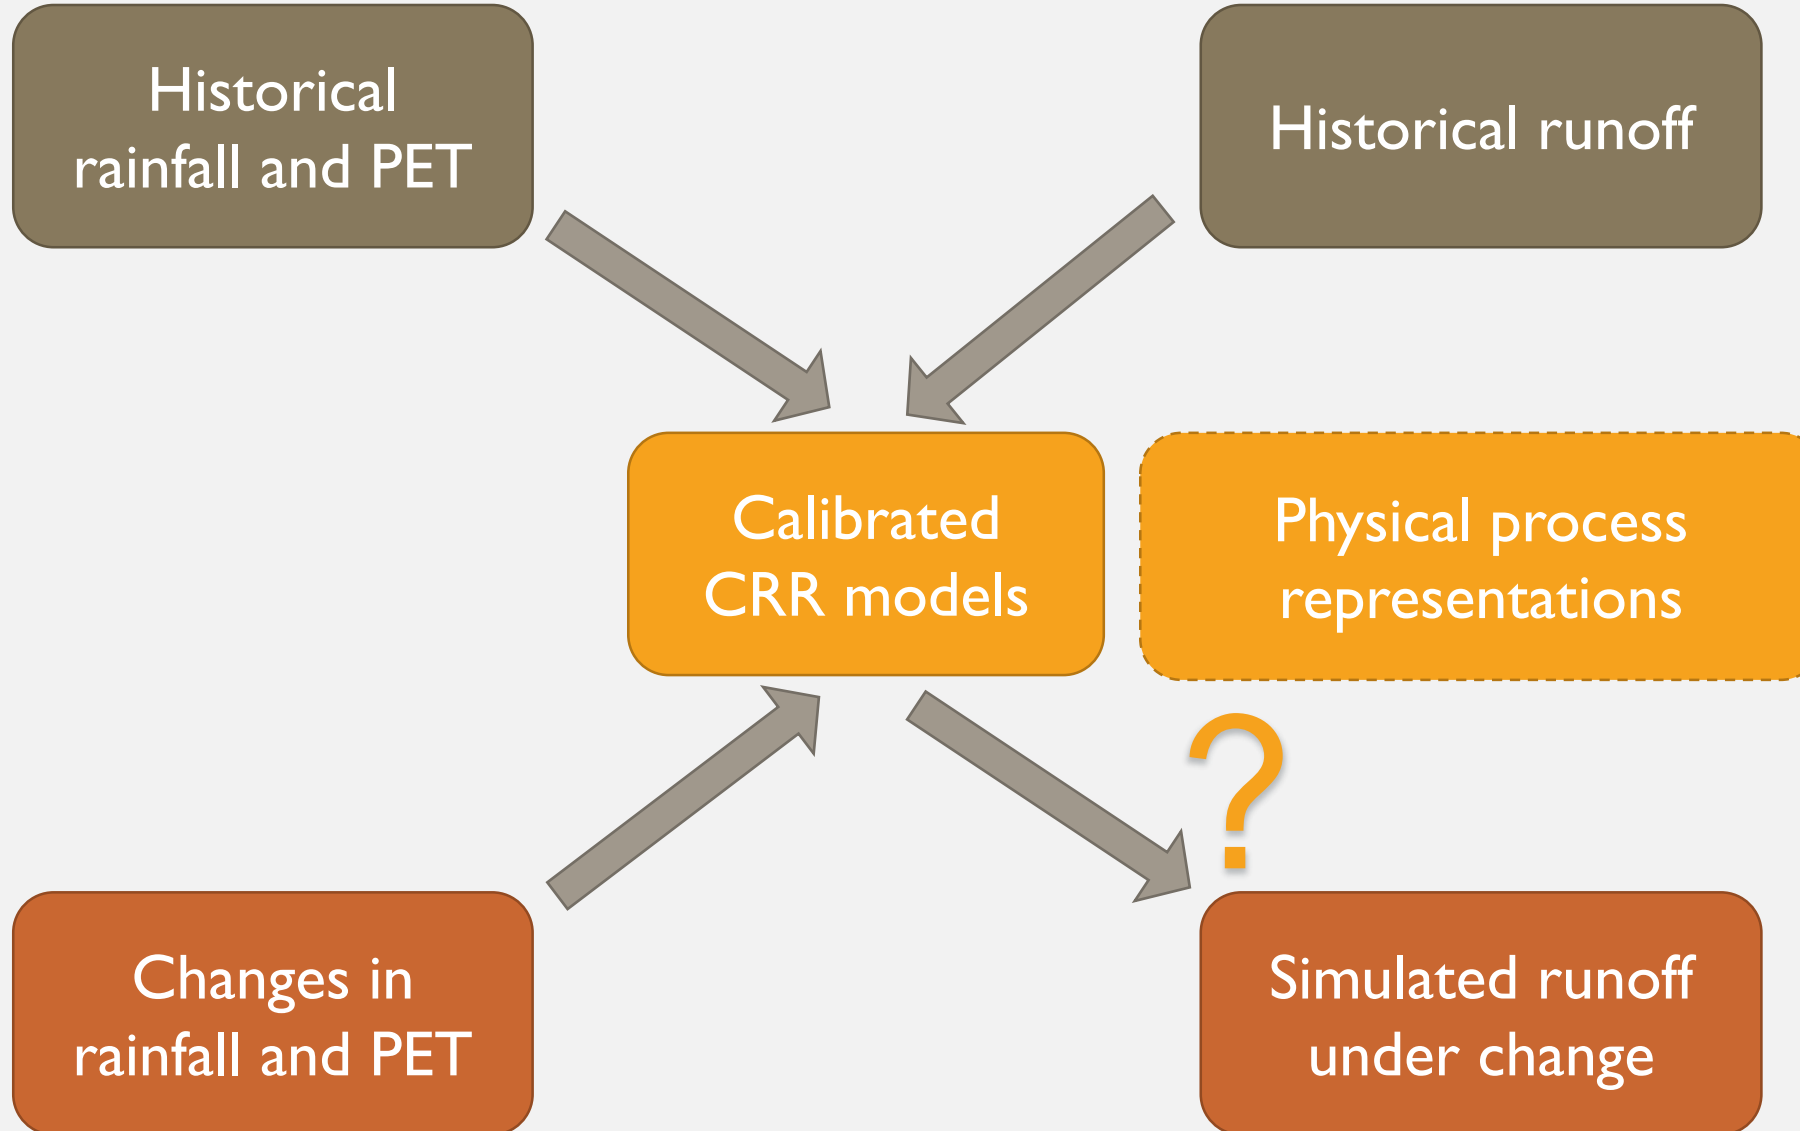 Historical
rainfall and PET
Historical runoff
Calibrated
CRR models
Physical process
representations
?
Changes in
rainfall and PET
Simulated runoff
under change